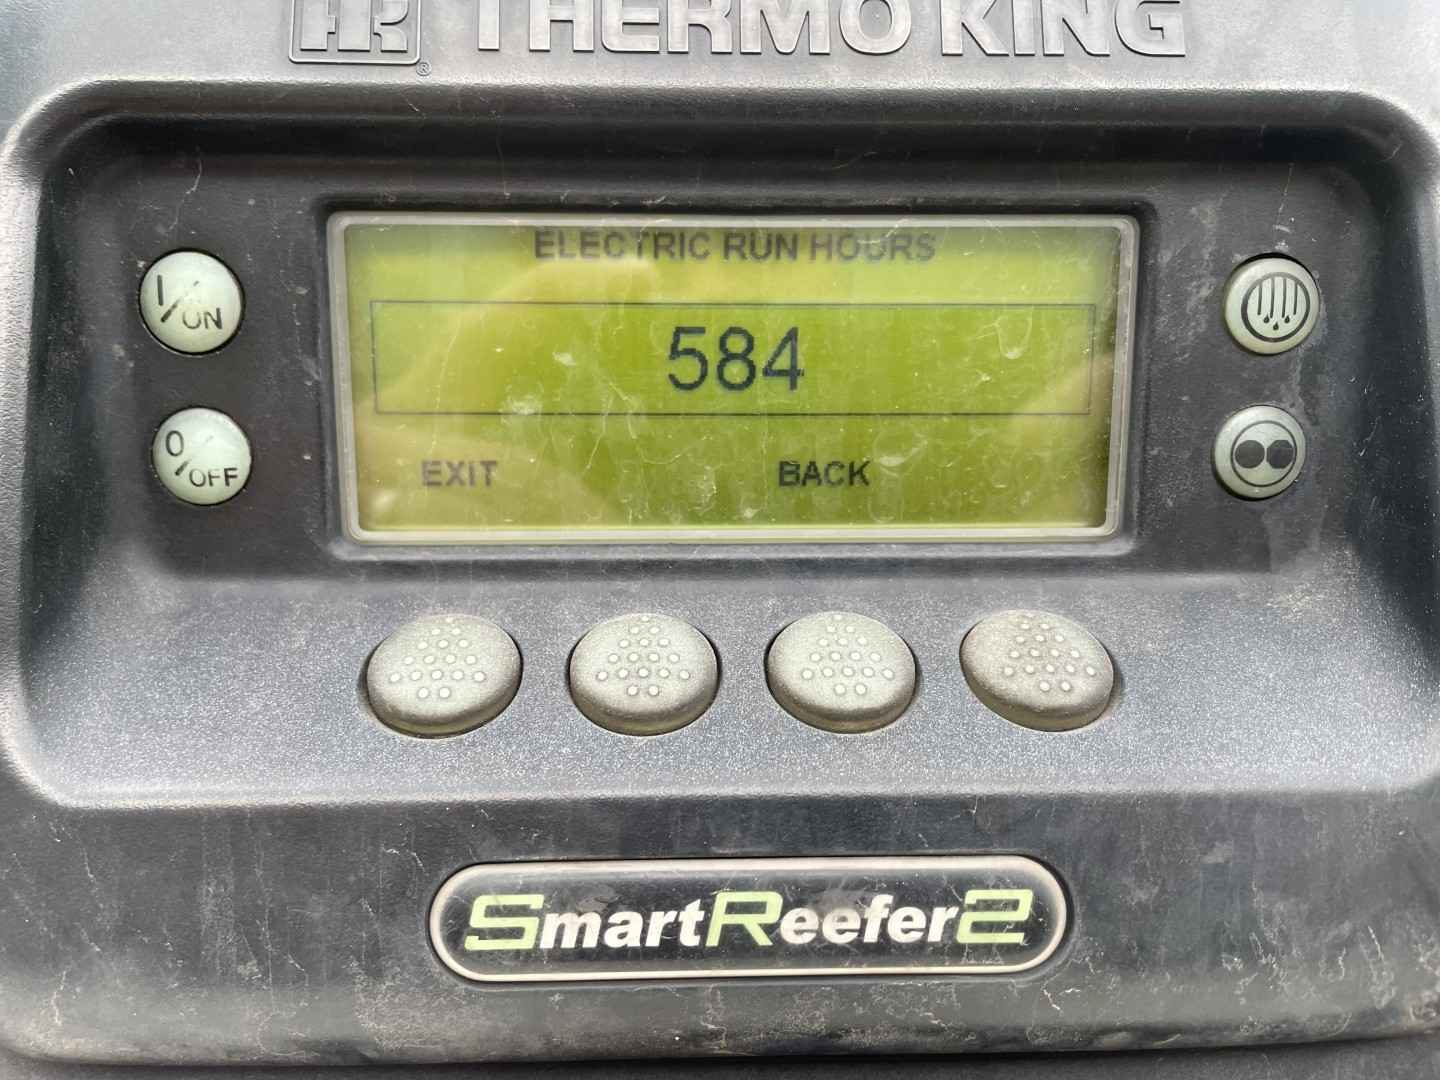 THERMO KING
®
ELECTRIC RUN HOURS
I/ON
584
0/OFF
EXIT BACK
SmartReefer2